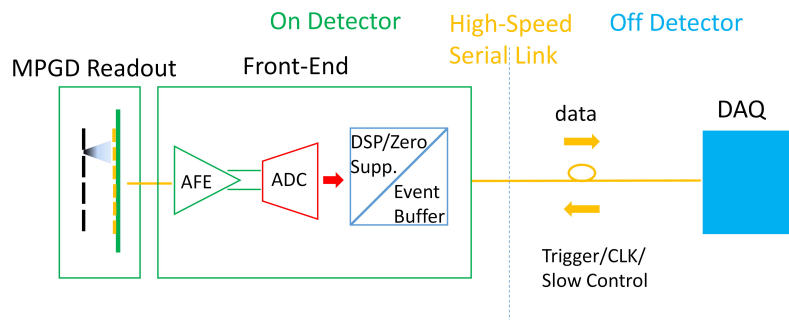 On Detector
High-Speed
Serial Link
Off Detector
MPGD Readout
Front-End
data
DAQ
AFE
ADC
DSP/Zero
Supp.
Event
Buffer
Trigger/CLK/
Slow Control